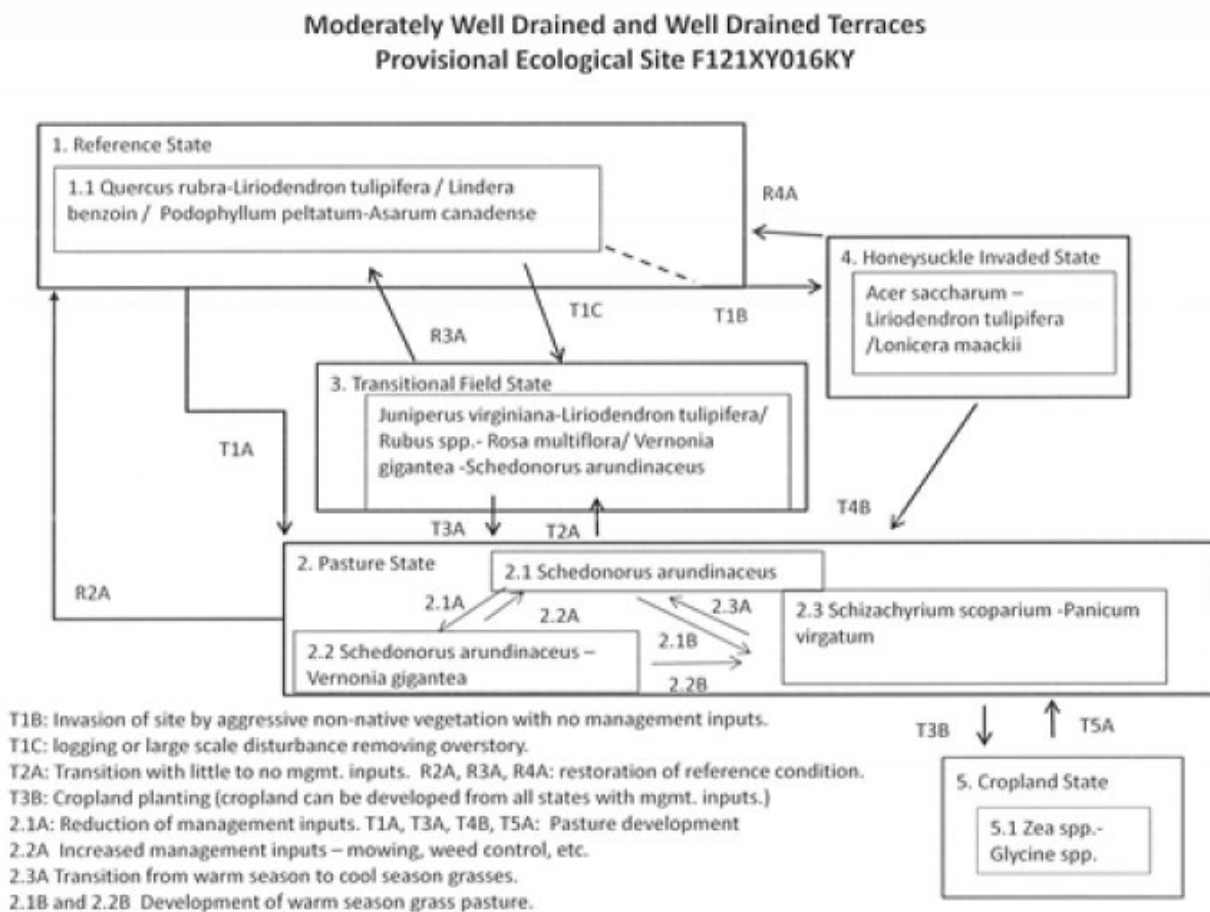 Moderately Well Drained and Well Drained Terraces
Provisional Ecological Site F121XY016KY
1. Reference State
1.1 Quercus rubra-Liriodendron tulipifera / Lindera
benzoin / Podophyllum peltatum-Asarum canadense
R4A
4. Honeysuckle Invaded State
Acer saccharum –
Liriodendron tulipifera
/Lonicera maackii
T1C
T1B
R3A
3. Transitional Field State
Juniperus virginiana-Liriodendron tulipifera/
Rubus spp.- Rosa multiflora/ Vernonia
gigantea -Schedonorus arundinaceus
T1A
T3A
T2A
T4B
R2A
2. Pasture State
2.1 Schedonorus arundinaceus
2.1A
2.2A
2.3A
2.1B
2.2B
2.3 Schizachyrium scoparium -Panicum
virgatum
2.2 Schedonorus arundinaceus –
Vernonia gigantea
T3B
T5A
5. Cropland State
5.1 Zea spp.-
Glycine spp.
T1B: Invasion of site by aggressive non-native vegetation with no management inputs.
T1C: logging or large scale disturbance removing overstory.
T2A: Transition with little to no mgmt. inputs. R2A, R3A, R4A: restoration of reference condition.
T3B: Cropland planting (cropland can be developed from all states with mgmt. inputs.)
2.1A: Reduction of management inputs. T1A, T3A, T4B, T5A: Pasture development
2.2A Increased management inputs – mowing, weed control, etc.
2.3A Transition from warm season to cool season grasses.
2.1B and 2.2B Development of warm season grass pasture.